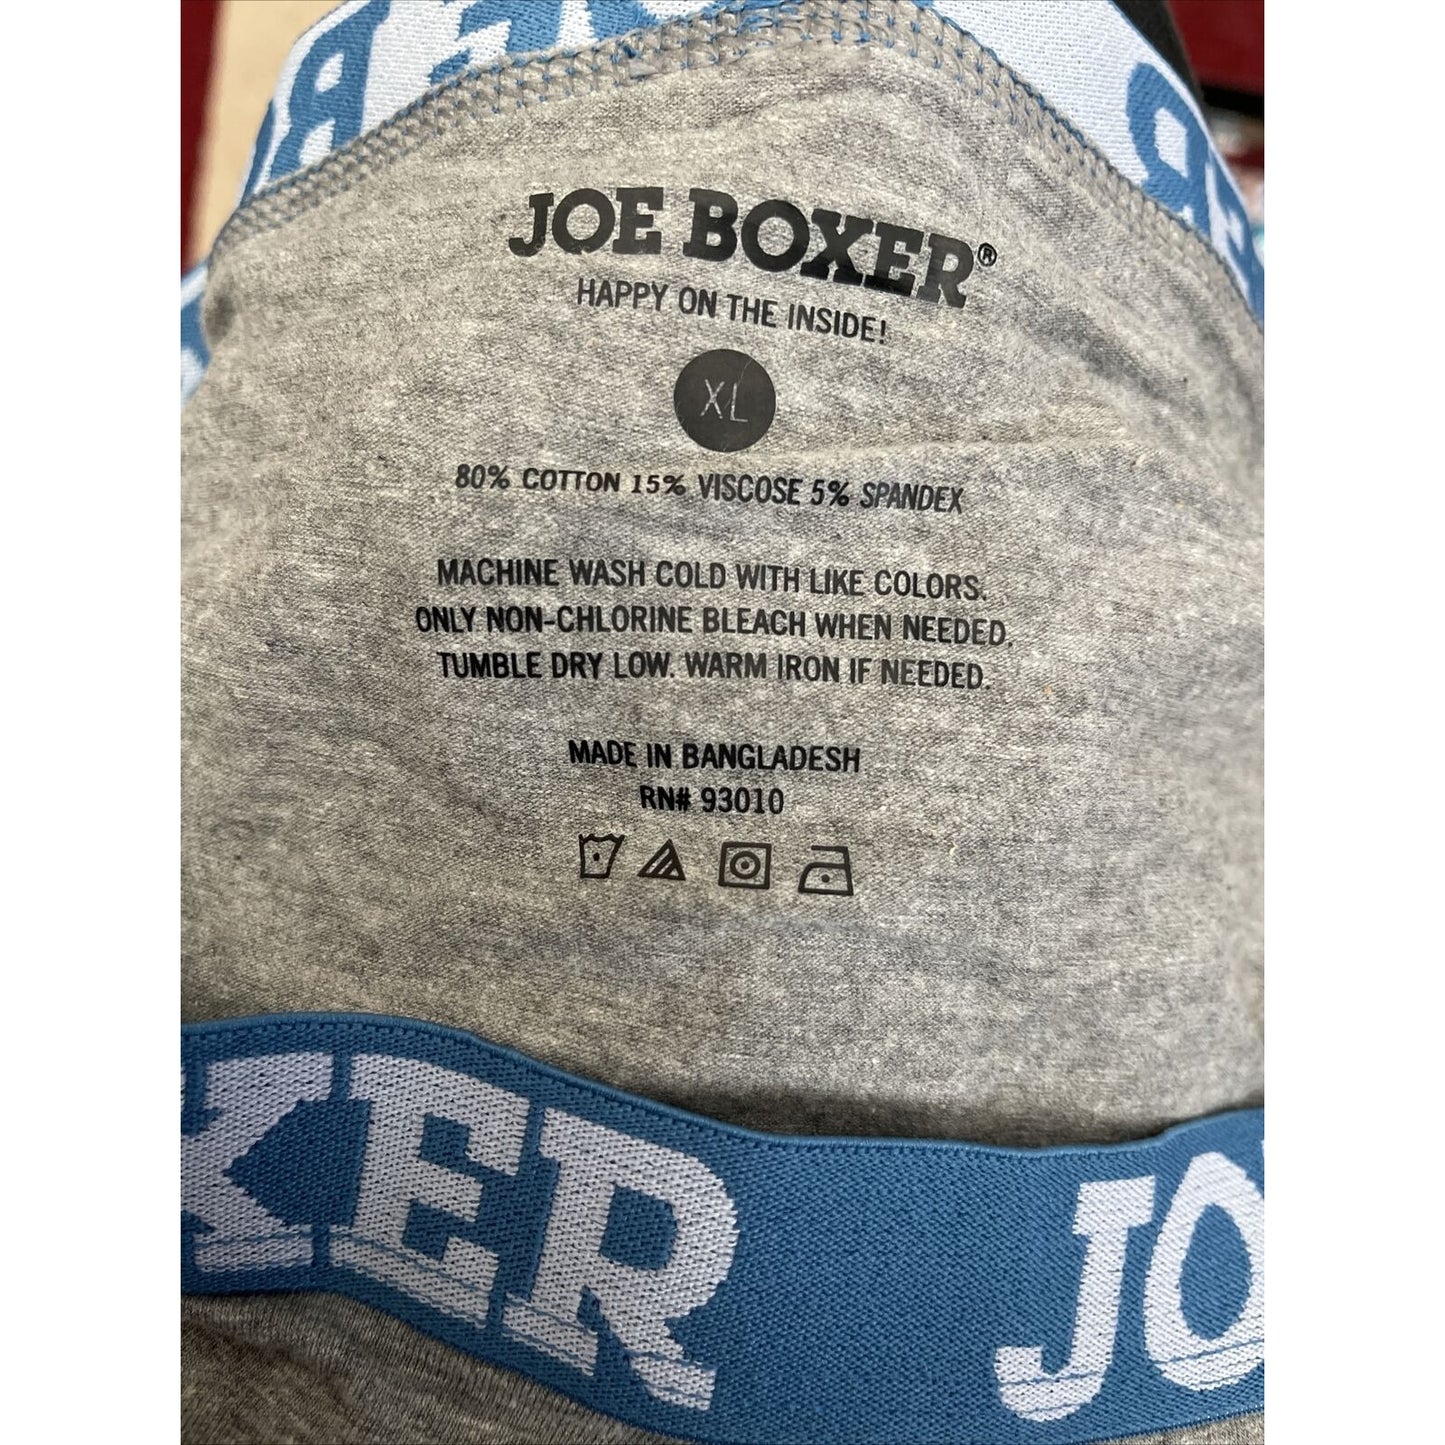 JOE BOXER®
HAPPY ON THE INSIDE!
XL
80% COTTON 15% VISCOSE 5% SPANDEX
MACHINE WASH COLD WITH LIKE COLORS.
ONLY NON-CHLORINE BLEACH WHEN NEEDED.
TUMBLE DRY LOW. WARM IRON IF NEEDED.
MADE IN BANGLADESH
RN# 93010
XER JO